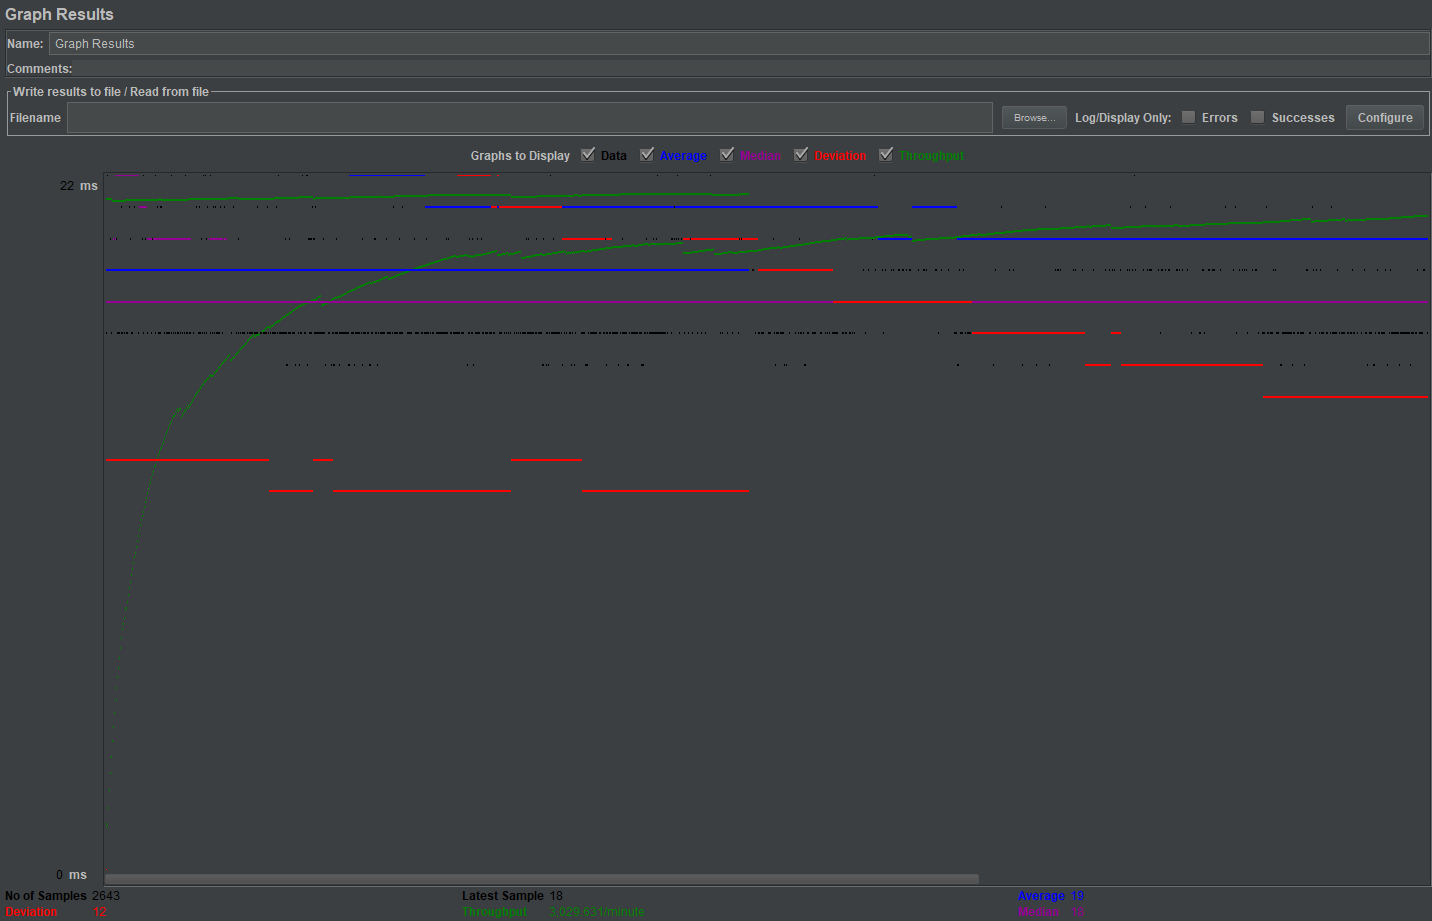 Graph Results
Name: Graph Results
Comments:
Write results to file / Read from file
Filename Browse... Log/Display Only: Errors Successes Configure
Graphs to Display Data Average Median Deviation Throughput
22 ms
0 ms
No of Samples 2643 Latest Sample 18 Average 19
Deviation 12 Throughput 3,029.631/minute Median